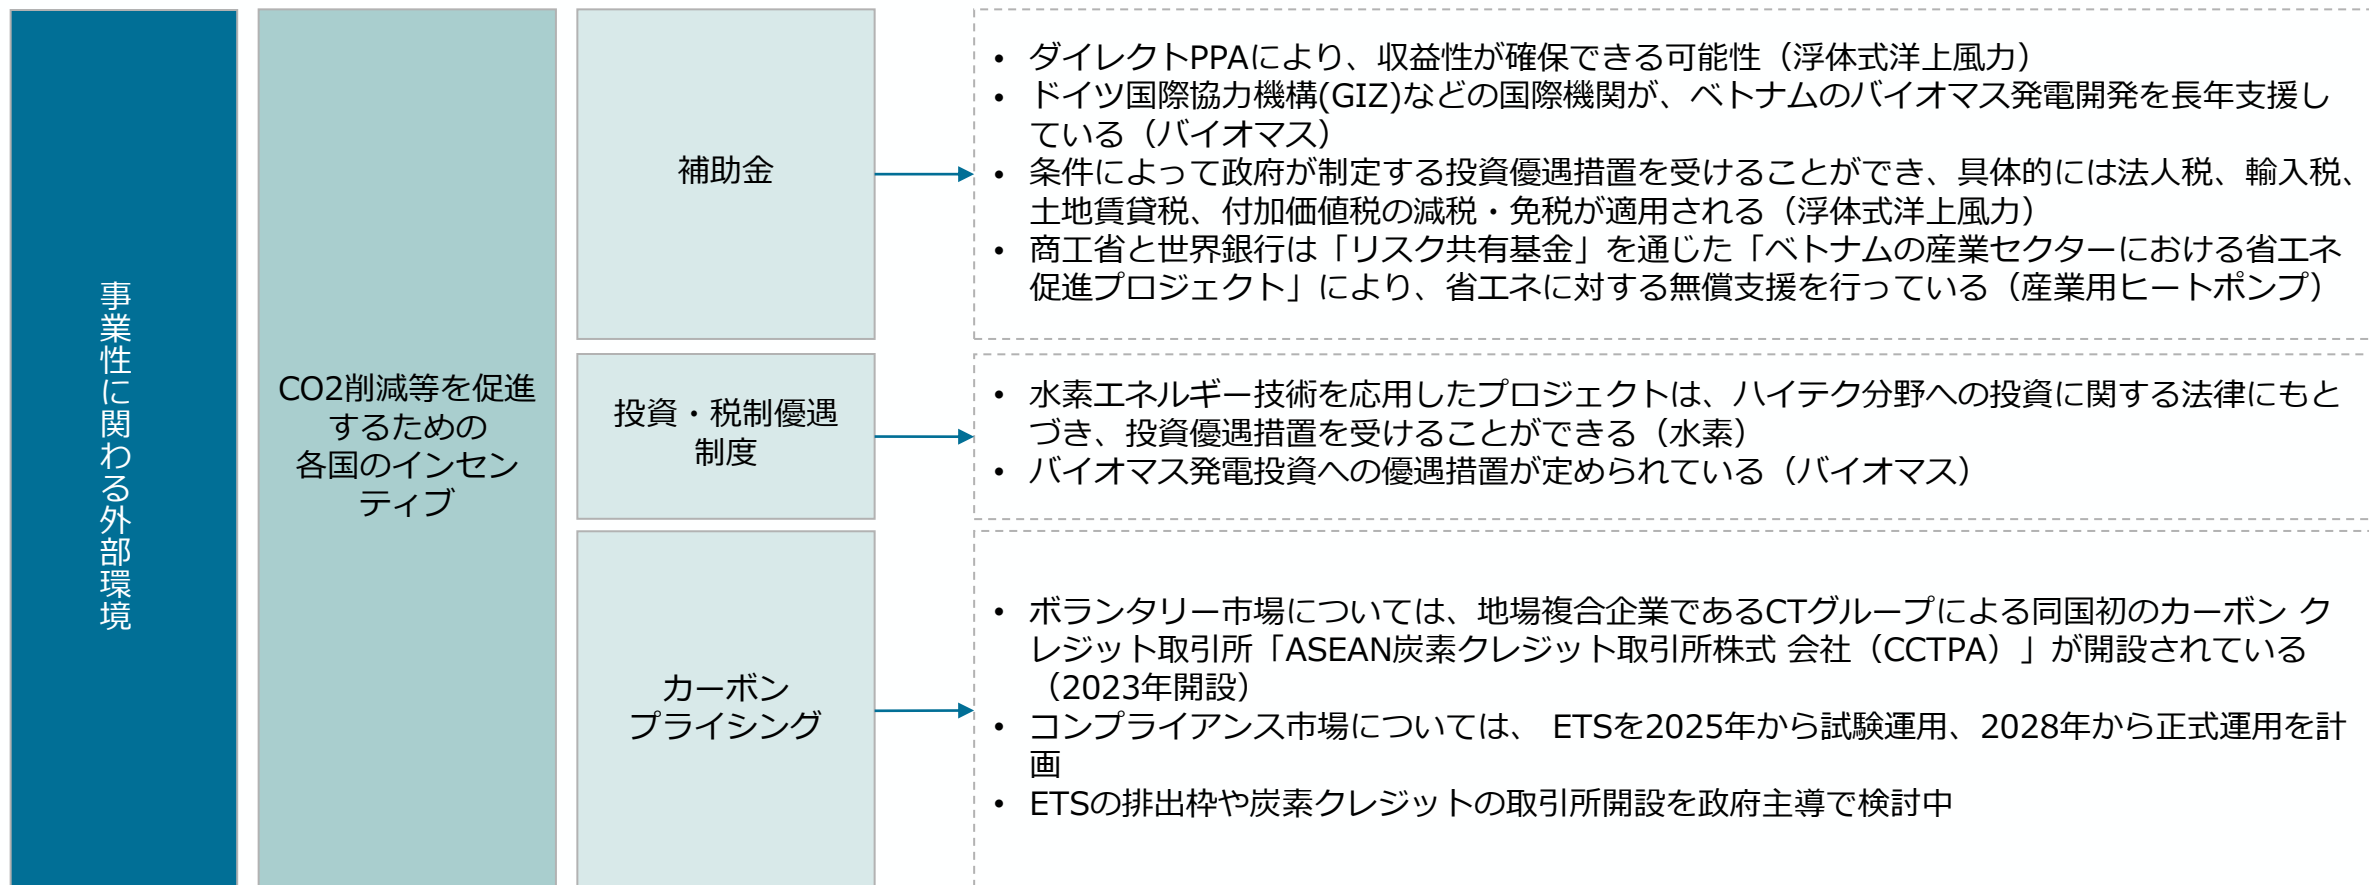 事業性に関わる外部環境
CO2削減等を促進
するための
各国のインセン
ティブ
補助金
• ダイレクトPPAにより、収益性が確保できる可能性（浮体式洋上風力）
• ドイツ国際協力機構(GIZ)などの国際機関が、ベトナムのバイオマス発電開発を長年支援し
ている（バイオマス）
• 条件によって政府が制定する投資優遇措置を受けることができ、具体的には法人税、輸入税、
土地賃貸税、付加価値税の減税・免税が適用される（浮体式洋上風力）
• 商工省と世界銀行は「リスク共有基金」を通じた「ベトナムの産業セクターにおける省エネ
促進プロジェクト」により、省エネに対する無償支援を行っている（産業用ヒートポンプ）
投資・税制優遇
制度
• 水素エネルギー技術を応用したプロジェクトは、ハイテク分野への投資に関する法律にもと
づき、投資優遇措置を受けることができる（水素）
• バイオマス発電投資への優遇措置が定められている（バイオマス）
カーボン
プライシング
• ボランタリー市場については、地場複合企業であるCTグループによる同国初のカーボン ク
レジット取引所「ASEAN炭素クレジット取引所株式 会社（CCTPA）」が開設されている
（2023年開設）
• コンプライアンス市場については、 ETSを2025年から試験運用、2028年から正式運用を計
画
• ETSの排出枠や炭素クレジットの取引所開設を政府主導で検討中